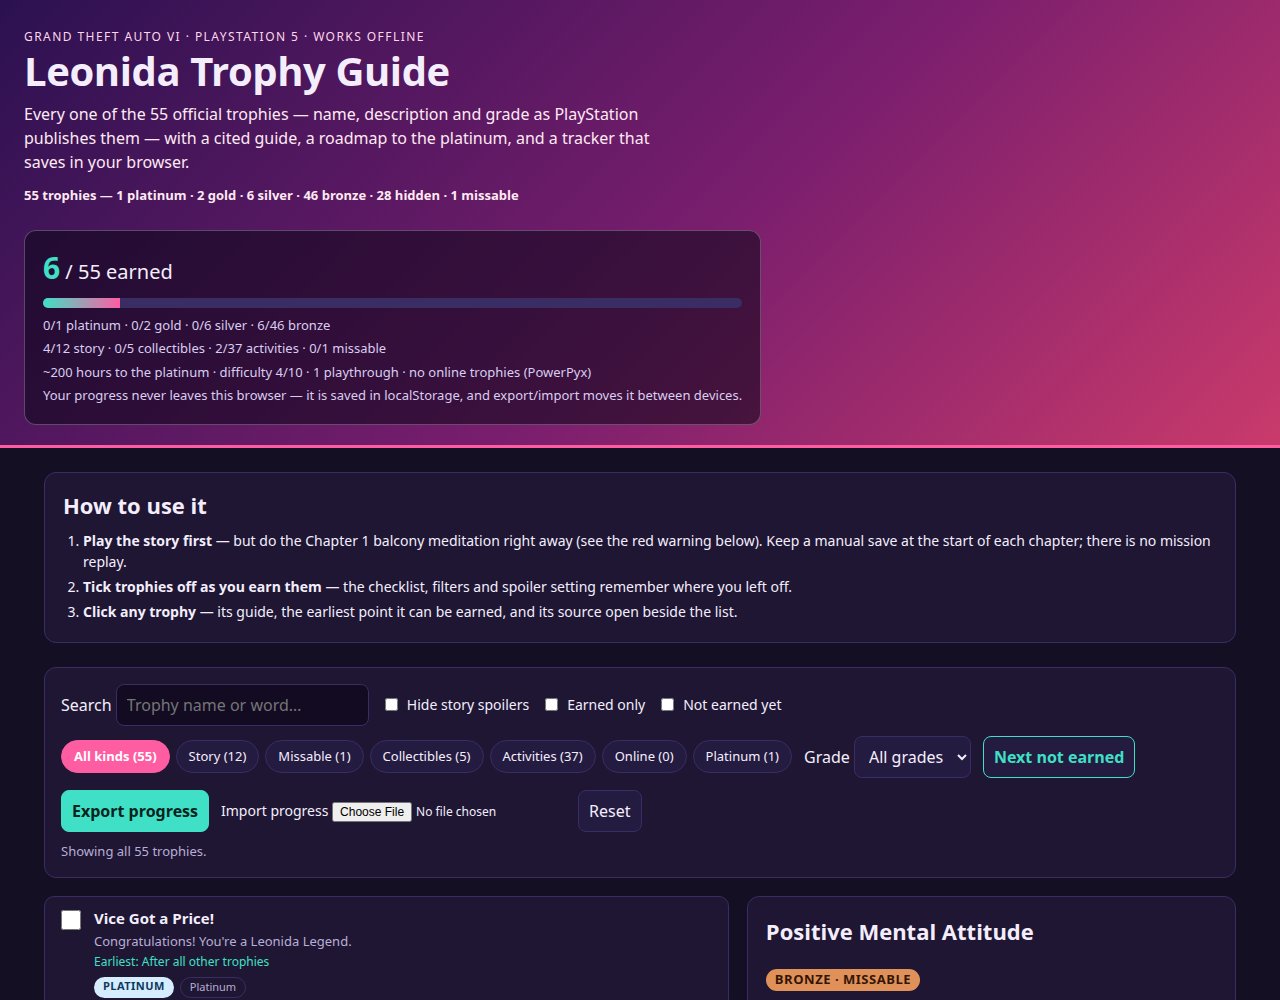 GRAND THEFT AUTO VI · PLAYSTATION 5 · WORKS OFFLINE
Leonida Trophy Guide
Every one of the 55 official trophies — name, description and grade as PlayStation
publishes them — with a cited guide, a roadmap to the platinum, and a tracker that
saves in your browser.
55 trophies — 1 platinum · 2 gold · 6 silver · 46 bronze · 28 hidden · 1 missable
6 / 55 earned
0/1 platinum · 0/2 gold · 0/6 silver · 6/46 bronze
4/12 story · 0/5 collectibles · 2/37 activities · 0/1 missable
~200 hours to the platinum · difficulty 4/10 · 1 playthrough · no online trophies (PowerPyx)
Your progress never leaves this browser — it is saved in localStorage, and export/import moves it between devices.
How to use it
1. Play the story first — but do the Chapter 1 balcony meditation right away (see the red warning below). Keep a manual save at the start of each chapter; there is no mission
replay.
2. Tick trophies off as you earn them — the checklist, filters and spoiler setting remember where you left off.
3. Click any trophy — its guide, the earliest point it can be earned, and its source open beside the list.
Search Trophy name or word... Hide story spoilers Earned only Not earned yet
All kinds (55) Story (12) Missable (1) Collectibles (5) Activities (37) Online (0) Platinum (1) Grade All grades Next not earned
Export progress Import progress Choose File No file chosen Reset
Showing all 55 trophies.
Vice Got a Price!
Congratulations! You're a Leonida Legend.
Earliest: After all other trophies
PLATINUM Platinum
Positive Mental Attitude
BRONZE · MISSABLE